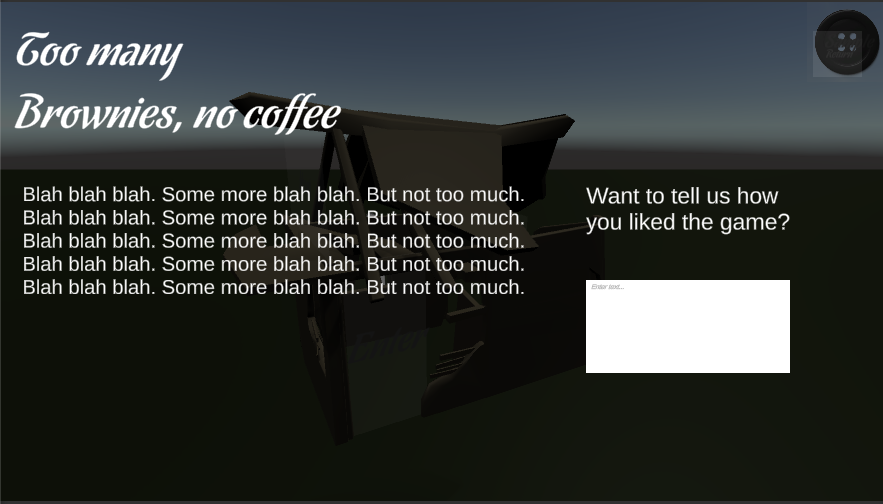 Too many
Brownies, no coffee
Blah blah blah. Some more blah blah. But not too much.
Blah blah blah. Some more blah blah. But not too much.
Blah blah blah. Some more blah blah. But not too much.
Blah blah blah. Some more blah blah. But not too much.
Blah blah blah. Some more blah blah. But not too much.
Want to tell us how
you liked the game?
Enter text...
Enter